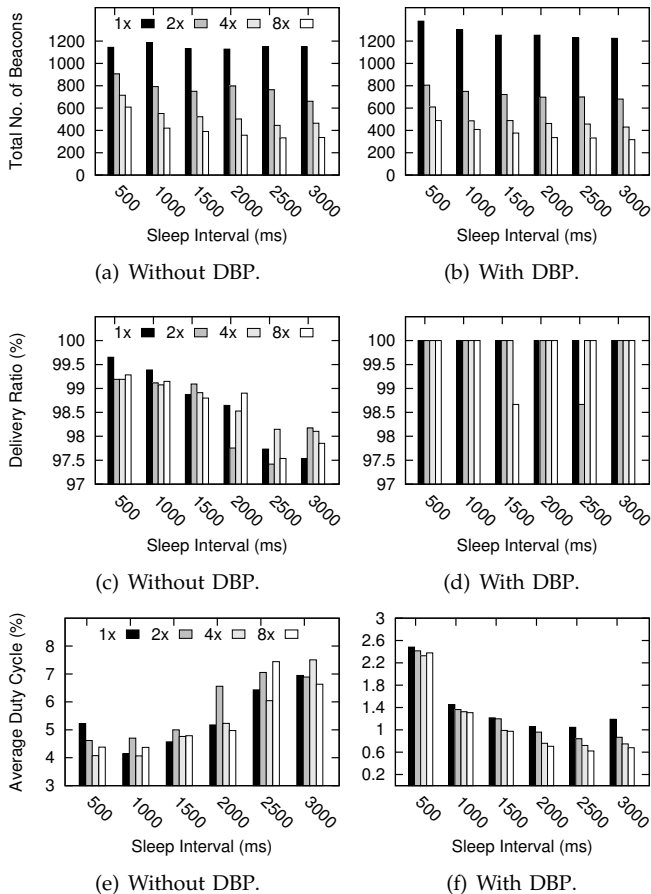 1x 2x 4x 8x
Total No. of Beacons
1200
1000
800
600
400
200
0
500 1000 1500 2000 2500 3000
Sleep Interval (ms)
(a) Without DBP.
1200
1000
800
600
400
200
0
500 1000 1500 2000 2500 3000
Sleep Interval (ms)
(b) With DBP.
1x 2x 4x 8x
Delivery Ratio (%)
100
99.5
99
98.5
98
97.5
97
500 1000 1500 2000 2500 3000
Sleep Interval (ms)
(c) Without DBP.
100
99.5
99
98.5
98
97.5
97
500 1000 1500 2000 2500 3000
Sleep Interval (ms)
(d) With DBP.
1x 2x 4x 8x
Average Duty Cycle (%)
8
7
6
5
4
3
500 1000 1500 2000 2500 3000
Sleep Interval (ms)
(e) Without DBP.
3
2.6
2.2
1.8
1.4
1
0.6
0.2
500 1000 1500 2000 2500 3000
Sleep Interval (ms)
(f) With DBP.